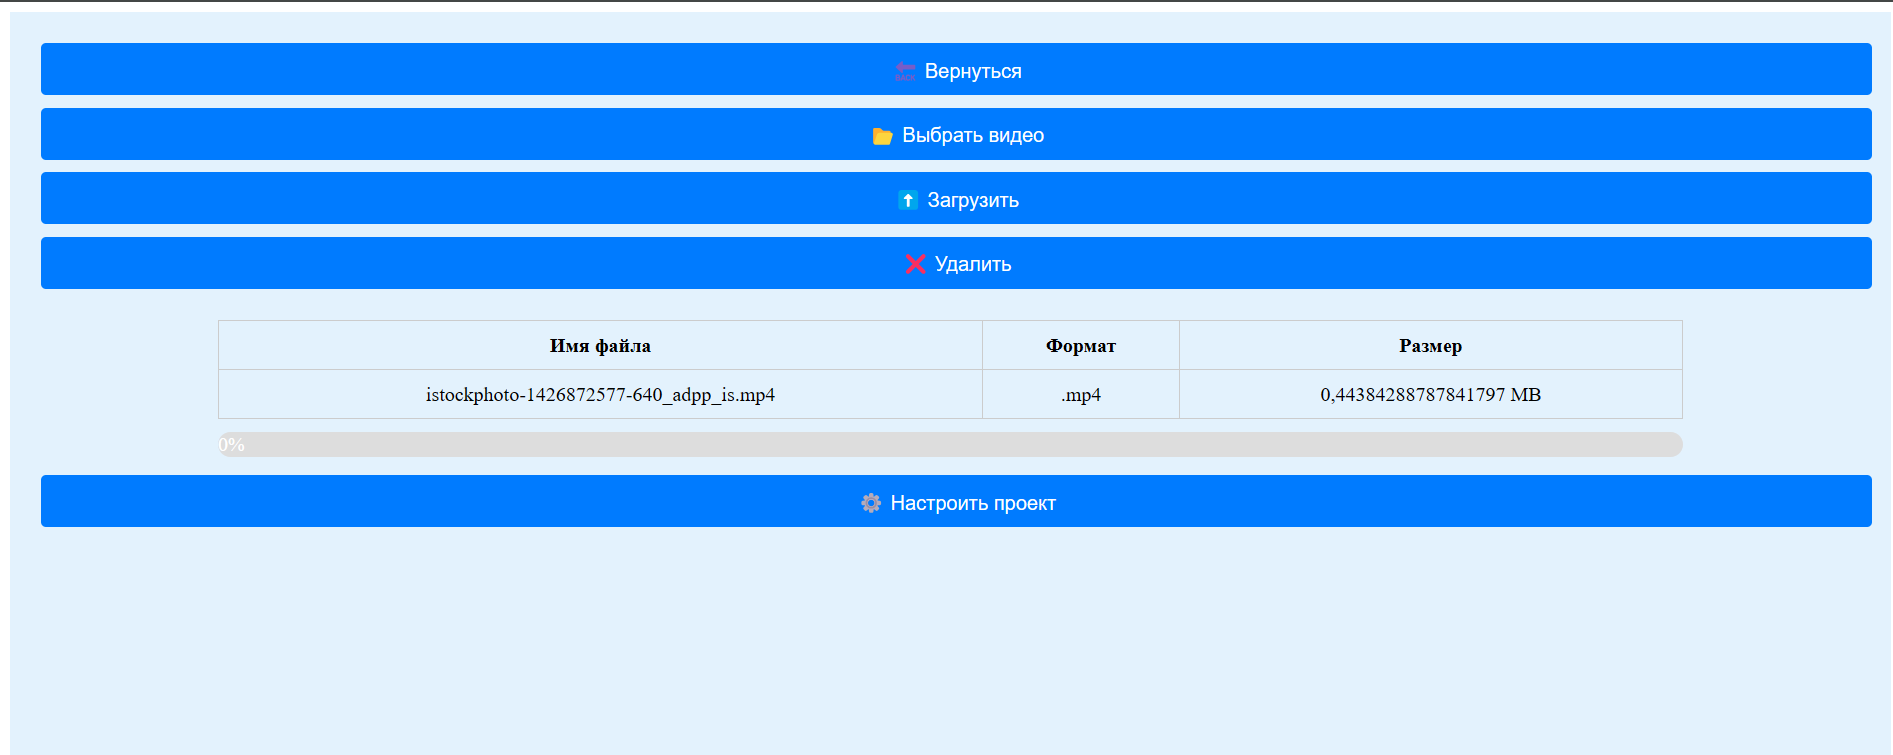 BACK Вернуться
Выбрать видео
Загрузить
Удалить
Имя файла Формат Размер
istockphoto-1426872577-640_adpp_is.mp4 .mp4 0,44384288787841797 MB
0%
Настроить проект